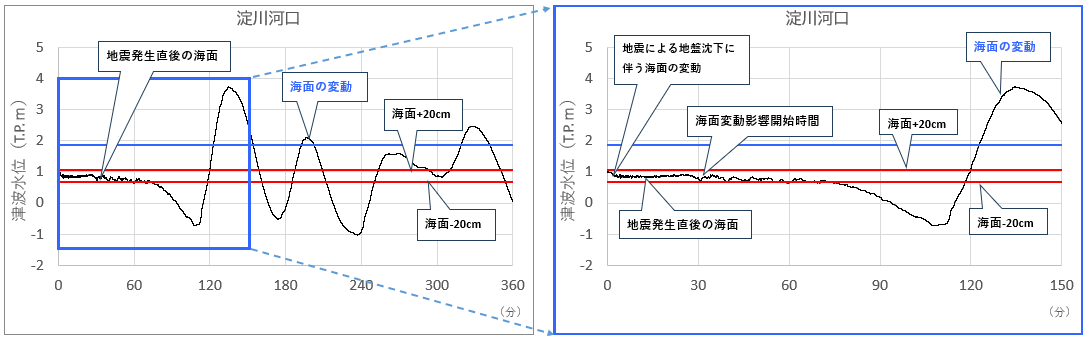 淀川河口
津波水位（T.P.m）
5
4
3
2
1
0
-1
-2
地震発生直後の海面
海面の変動
海面+20cm
海面-20cm
0
60
120
180
240
300
360
（分）
淀川河口
津波水位（T.P.m）
5
4
3
2
1
0
-1
-2
地震による地盤沈下に
伴う海面の変動
海面の変動
海面変動影響開始時間
海面+20cm
地震発生直後の海面
海面-20cm
0
30
60
90
120
150
（分）